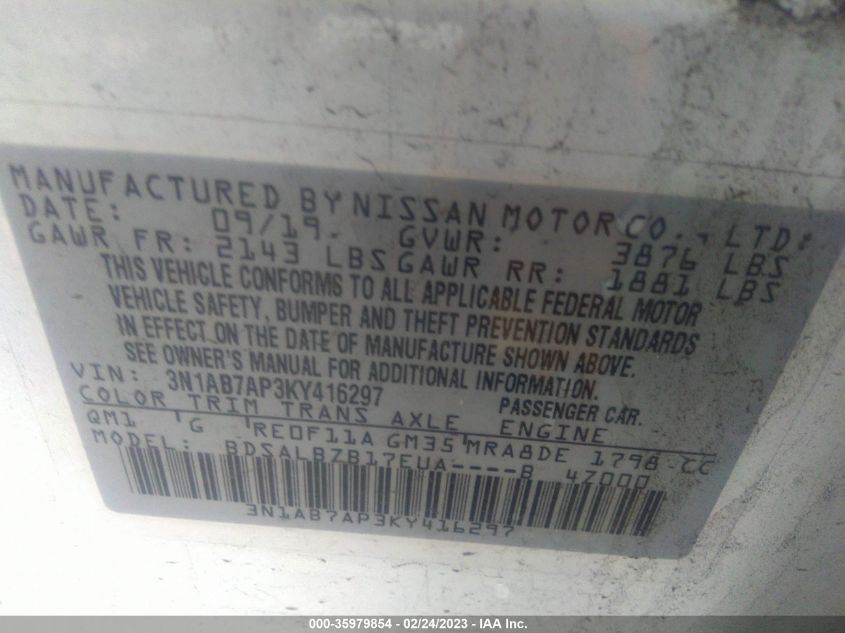 MANUFACTURED BY NISSAN MOTOR CO., LTD.
DATE: 09/19 GVWR: 3876 LBS
GAWR FR: 2143 LBS GAWR RR: 1881 LBS
THIS VEHICLE CONFORMS TO ALL APPLICABLE FEDERAL MOTOR
VEHICLE SAFETY, BUMPER AND THEFT PREVENTION STANDARDS
IN EFFECT ON THE DATE OF MANUFACTURE SHOWN ABOVE.
SEE OWNER'S MANUAL FOR ADDITIONAL INFORMATION.
VIN: 3N1AB7AP3KY416297 PASSENGER CAR.
COLOR TRIM TRANS AXLE ENGINE
QM1 G RE0F11A GM35 MRA8DE 1798 CC
MODEL: BDSALBZB17EUA----B 47000
3N1AB7AP3KY416297
000-35979854 - 02/24/2023 - IAA Inc.